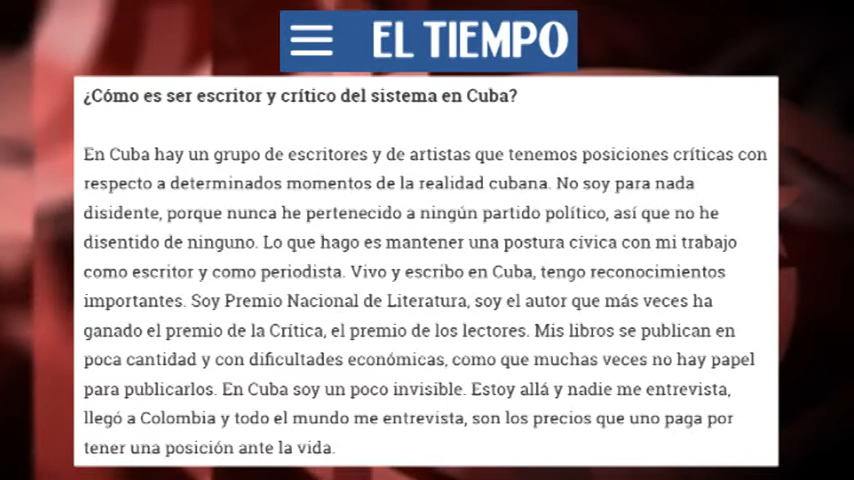 EL TIEMPO
¿Cómo es ser escritor y crítico del sistema en Cuba?
En Cuba hay un grupo de escritores y de artistas que tenemos posiciones críticas con
respecto a determinados momentos de la realidad cubana. No soy para nada
disidente, porque nunca he pertenecido a ningún partido político, así que no he
disentido de ninguno. Lo que hago es mantener una postura cívica con mi trabajo
como escritor y como periodista. Vivo y escribo en Cuba, tengo reconocimientos
importantes. Soy Premio Nacional de Literatura, soy el autor que más veces ha
ganado el premio de la Crítica, el premio de los lectores. Mis libros se publican en
poca cantidad y con dificultades económicas, como que muchas veces no hay papel
para publicarlos. En Cuba soy un poco invisible. Estoy allá y nadie me entrevista,
llegó a Colombia y todo el mundo me entrevista, son los precios que uno paga por
tener una posición ante la vida.